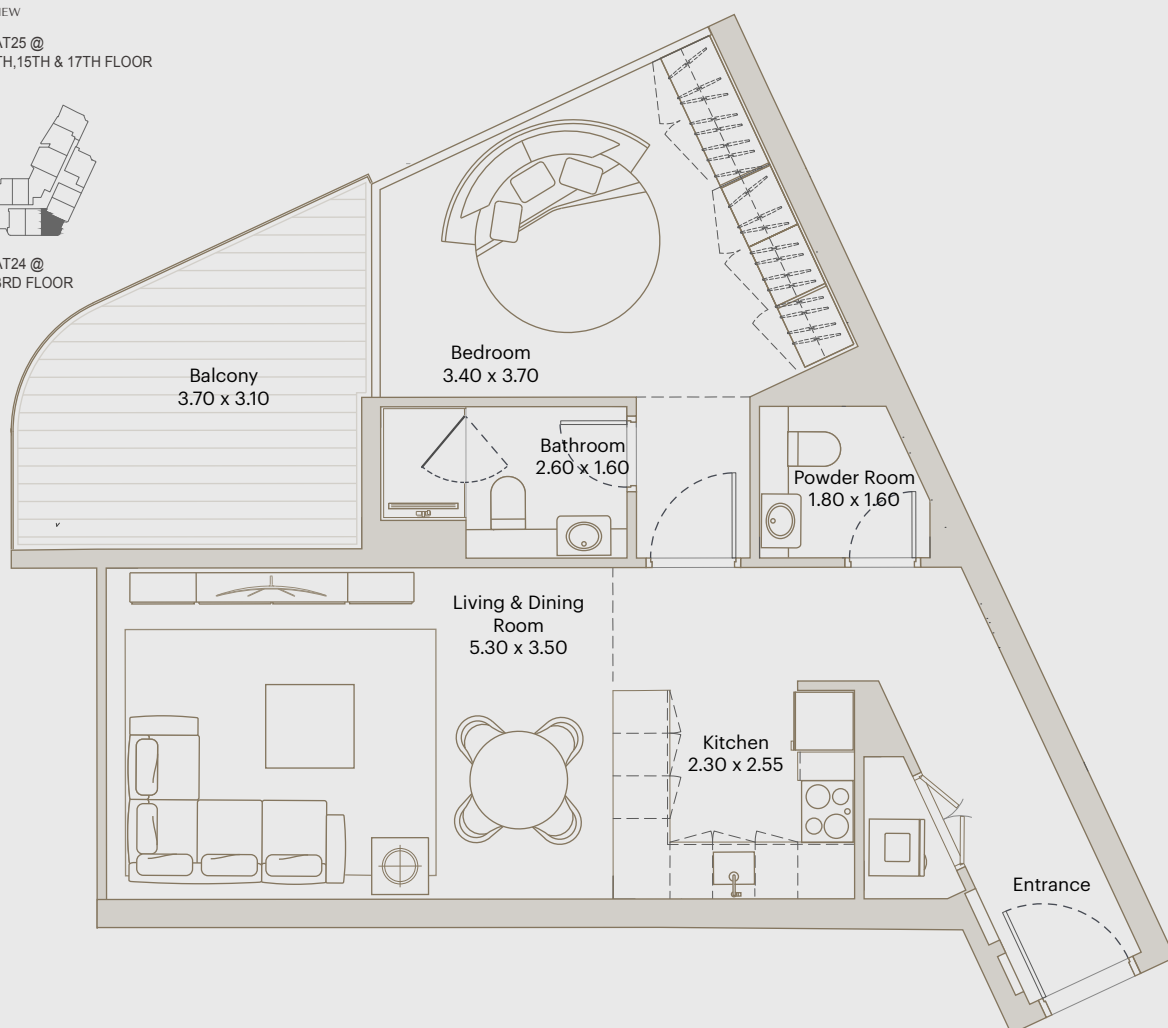 AT25 @
TH,15TH & 17TH FLOOR
AT24 @
RD FLOOR
Bedroom
3.40 x 3.70
Balcony
3.70 x 3.10
Bathroom
2.60 x 1.60
Powder Room
1.80 x 1.60
Living & Dining
Room
5.30 x 3.50
Kitchen
2.30 x 2.55
Entrance